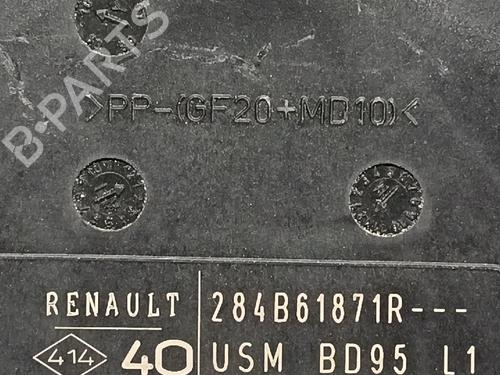 >PP-(GF20+MD10)<
B-PARTS
RENAULT 284B61871R---
414 40 USM BD95 L1